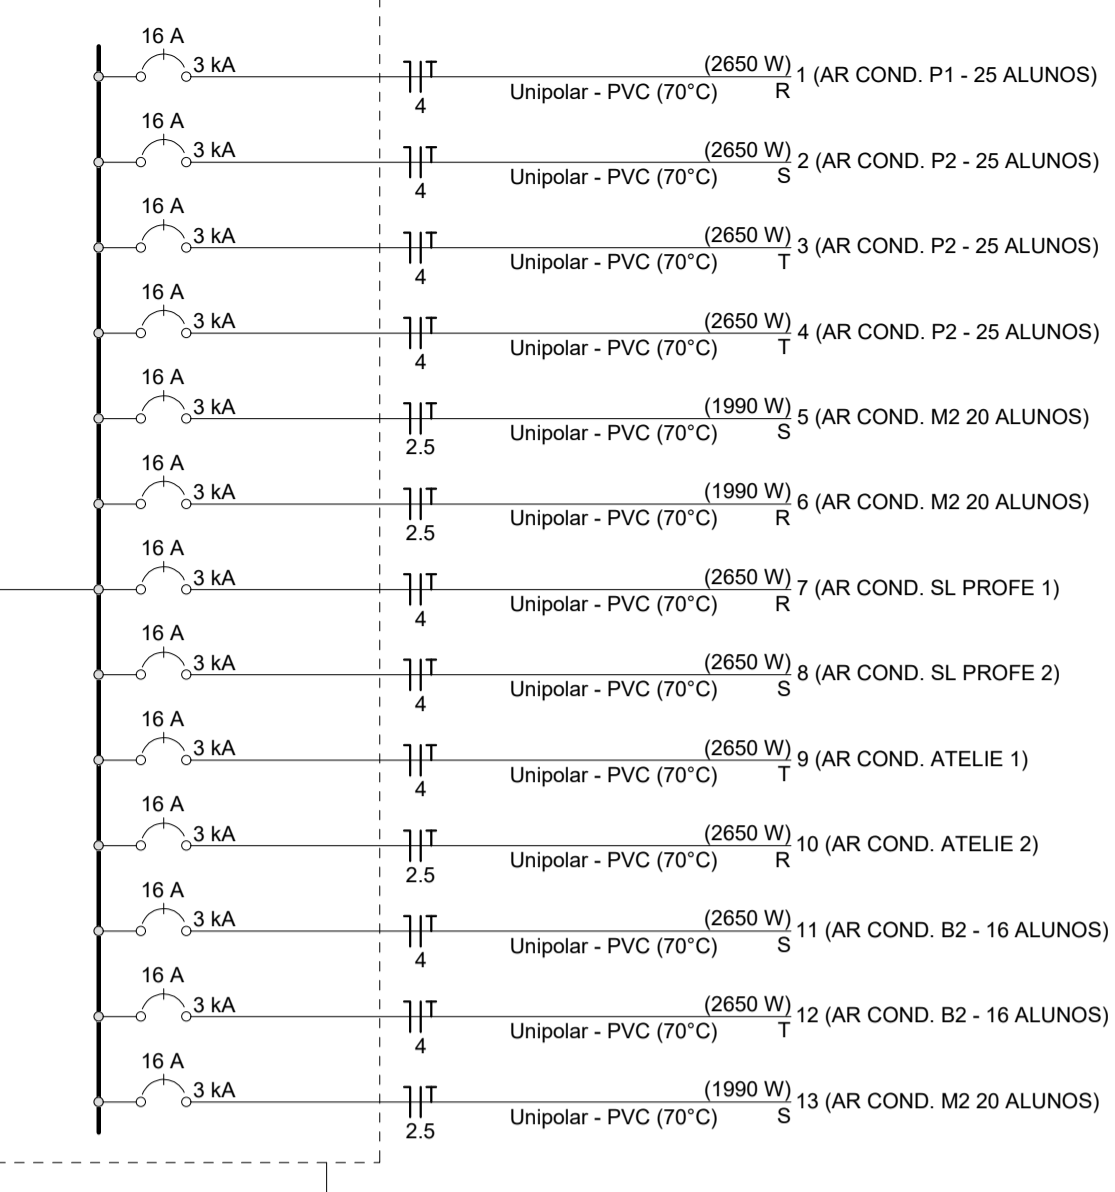 16 A
3 kA
T
4
(2650 W)
Unipolar - PVC (70°C)
R
1 (AR COND. P1 - 25 ALUNOS)
16 A
3 kA
T
4
(2650 W)
Unipolar - PVC (70°C)
S
2 (AR COND. P2 - 25 ALUNOS)
16 A
3 kA
T
4
(2650 W)
Unipolar - PVC (70°C)
T
3 (AR COND. P2 - 25 ALUNOS)
16 A
3 kA
T
4
(2650 W)
Unipolar - PVC (70°C)
T
4 (AR COND. P2 - 25 ALUNOS)
16 A
3 kA
T
2.5
(1990 W)
Unipolar - PVC (70°C)
S
5 (AR COND. M2 20 ALUNOS)
16 A
3 kA
T
2.5
(1990 W)
Unipolar - PVC (70°C)
R
6 (AR COND. M2 20 ALUNOS)
16 A
3 kA
T
4
(2650 W)
Unipolar - PVC (70°C)
R
7 (AR COND. SL PROFE 1)
16 A
3 kA
T
4
(2650 W)
Unipolar - PVC (70°C)
S
8 (AR COND. SL PROFE 2)
16 A
3 kA
T
4
(2650 W)
Unipolar - PVC (70°C)
T
9 (AR COND. ATELIE 1)
16 A
3 kA
T
2.5
(2650 W)
Unipolar - PVC (70°C)
R
10 (AR COND. ATELIE 2)
16 A
3 kA
T
4
(2650 W)
Unipolar - PVC (70°C)
S
11 (AR COND. B2 - 16 ALUNOS)
16 A
3 kA
T
4
(2650 W)
Unipolar - PVC (70°C)
T
12 (AR COND. B2 - 16 ALUNOS)
16 A
3 kA
T
2.5
(1990 W)
Unipolar - PVC (70°C)
S
13 (AR COND. M2 20 ALUNOS)